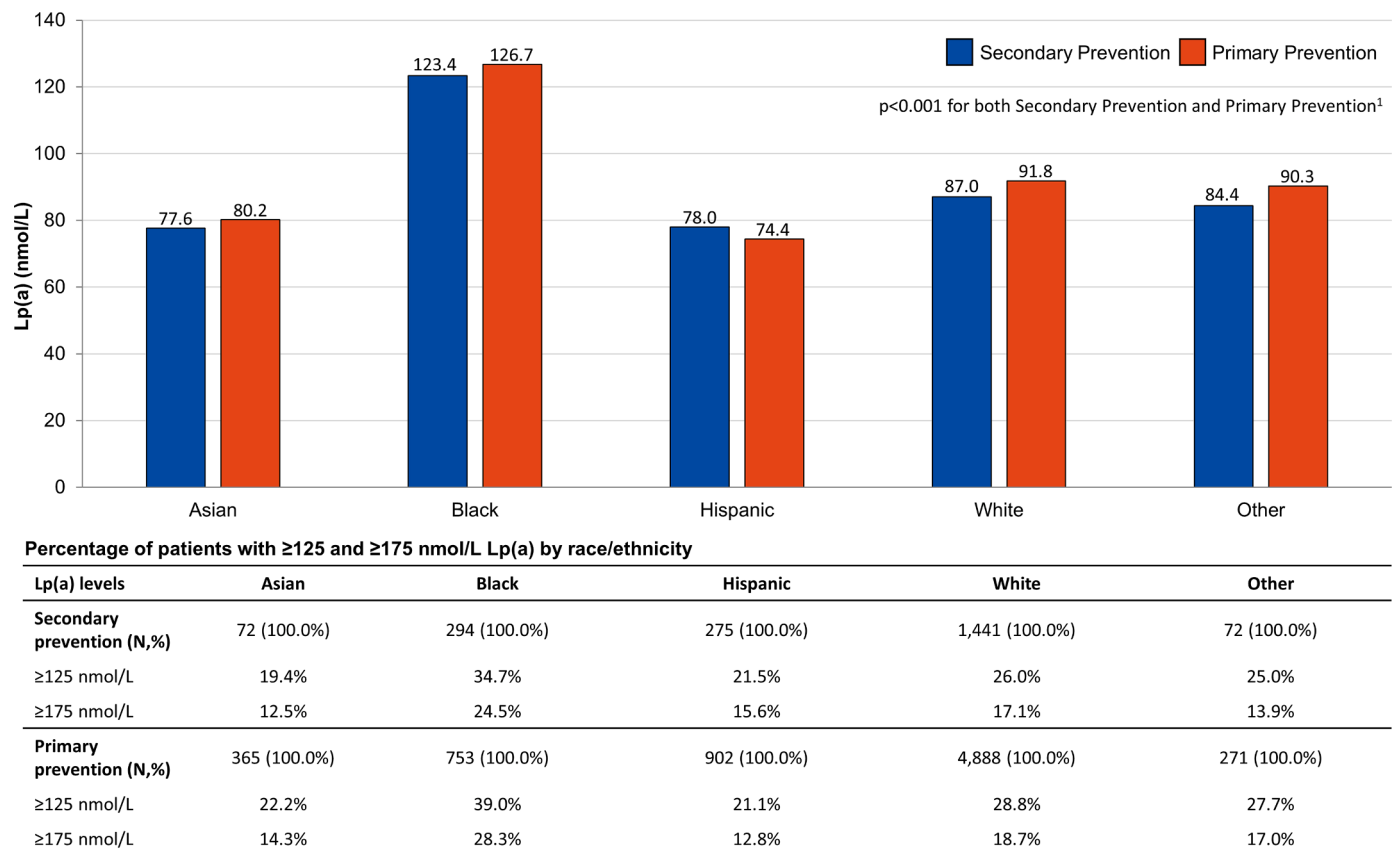 140
120
100
80
60
40
20
0
Lp(a) (nmol/L)
Secondary Prevention Primary Prevention
p<0.001 for both Secondary Prevention and Primary Prevention¹
77.6 80.2
123.4 126.7
78.0 74.4
87.0 91.8
84.4 90.3
Asian Black Hispanic White Other
Percentage of patients with ≥125 and ≥175 nmol/L Lp(a) by race/ethnicity
Lp(a) levels Asian Black Hispanic White Other
Secondary
prevention (N,%) 72 (100.0%) 294 (100.0%) 275 (100.0%) 1,441 (100.0%) 72 (100.0%)
≥125 nmol/L 19.4% 34.7% 21.5% 26.0% 25.0%
≥175 nmol/L 12.5% 24.5% 15.6% 17.1% 13.9%
Primary
prevention (N,%) 365 (100.0%) 753 (100.0%) 902 (100.0%) 4,888 (100.0%) 271 (100.0%)
≥125 nmol/L 22.2% 39.0% 21.1% 28.8% 27.7%
≥175 nmol/L 14.3% 28.3% 12.8% 18.7% 17.0%